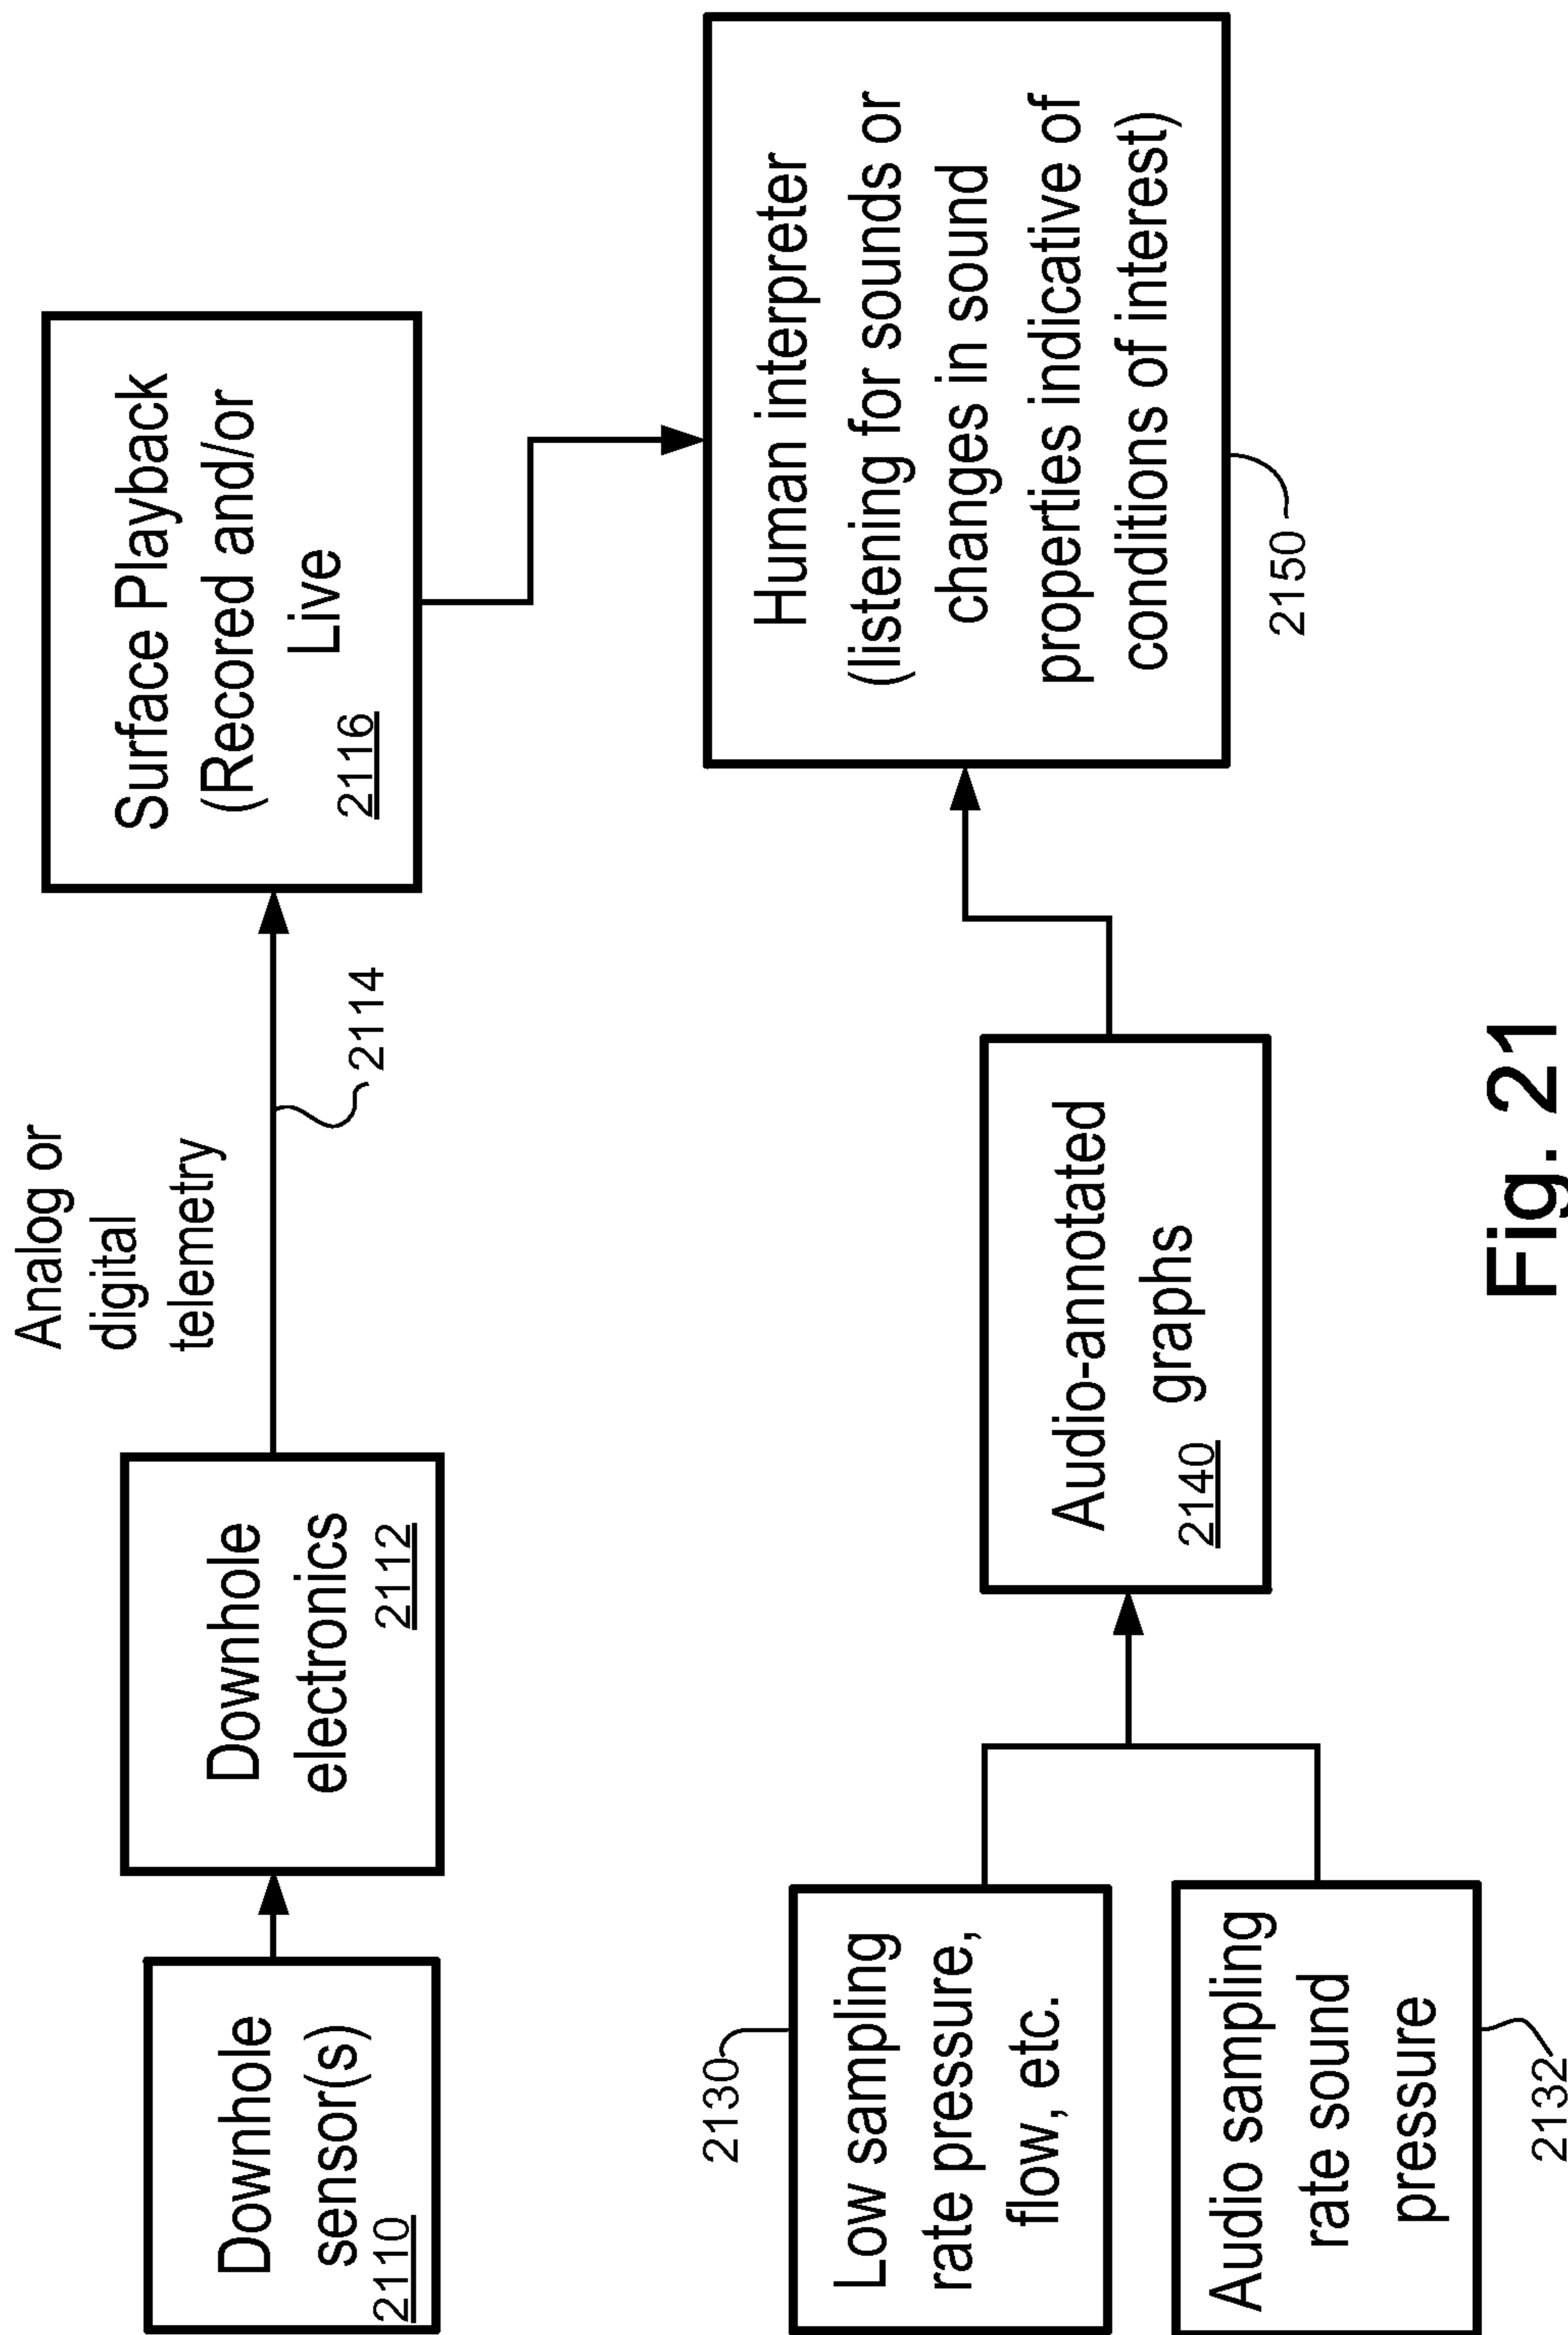 Downhole
sensor(s)
2110
Downhole
electronics
2112
Analog or
digital
telemetry
2114
Surface Playback
(Recored and/or
Live
2116
2130
Low sampling
rate pressure,
flow, etc.
Audio sampling
rate sound
pressure
2132
Audio-annotated
2140 graphs
Human interpreter
(listening for sounds or
changes in sound
properties indicative of
conditions of interest)
2150
Fig. 21